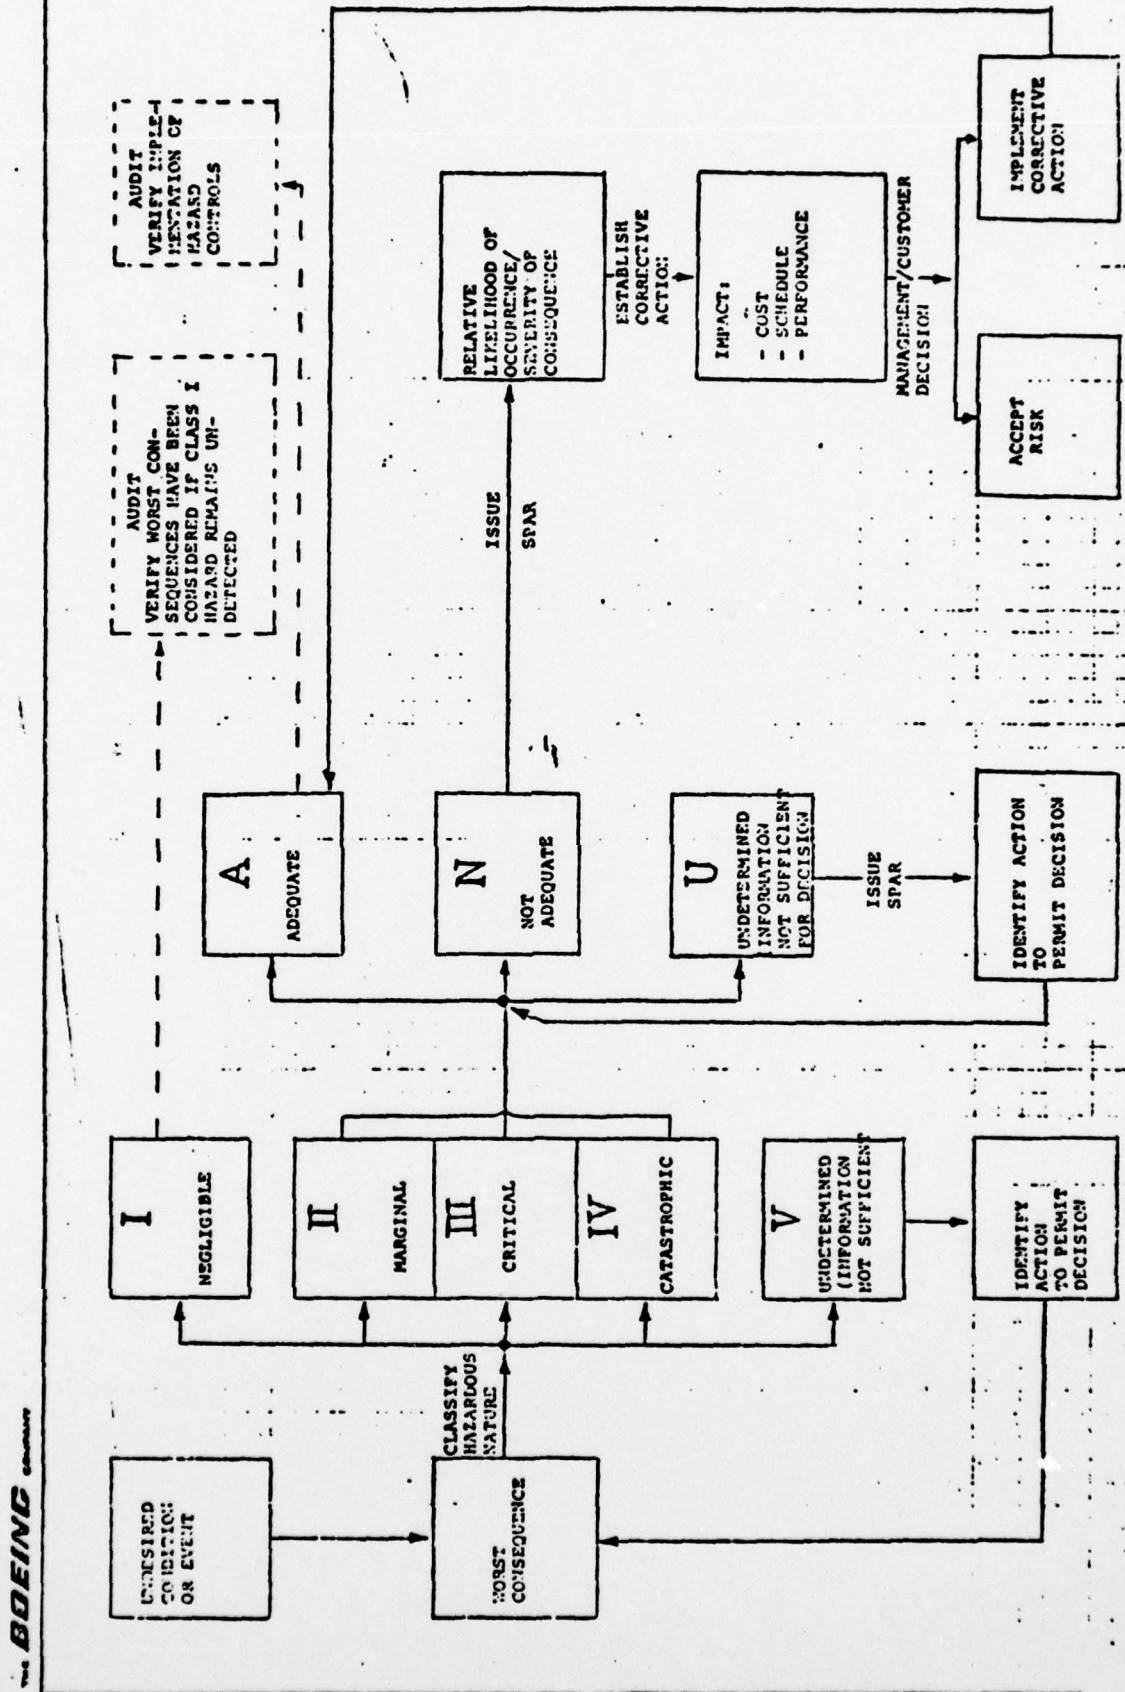 THE BOEING COMPANY
UNDESIRED
CONDITION
OR EVENT
WORST
CONSEQUENCE
CLASSIFY
HAZARDOUS
NATURE
I
NEGLIGIBLE
II
MARGINAL
III
CRITICAL
IV
CATASTROPHIC
V
UNDETERMINED
(INFORMATION
NOT SUFFICIENT
IDENTIFY
ACTION
TO PERMIT
DECISION
A
ADEQUATE
N
NOT
ADEQUATE
U
UNDETERMINED
INFORMATION
NOT SUFFICIENT
FOR DECISION
ISSUE
SPAR
IDENTIFY ACTION
TO
PERMIT DECISION
AUDIT
VERIFY WORST CON-
SEQUENCES HAVE BEEN
CONSIDERED IF CLASS I
HAZARD REMAINS UN-
DETECTED
AUDIT
VERIFY IMPLE-
MENTATION OF
HAZARD
CONTROLS
ISSUE
SPAR
RELATIVE
LIKELIHOOD OF
OCCURRENCE/
SEVERITY OF
CONSEQUENCE
ESTABLISH
CORRECTIVE
ACTION
IMPACT:
- COST
- SCHEDULE
- PERFORMANCE
MANAGEMENT/CUSTOMER
DECISION
ACCEPT
RISK
IMPLEMENT
CORRECTIVE
ACTION